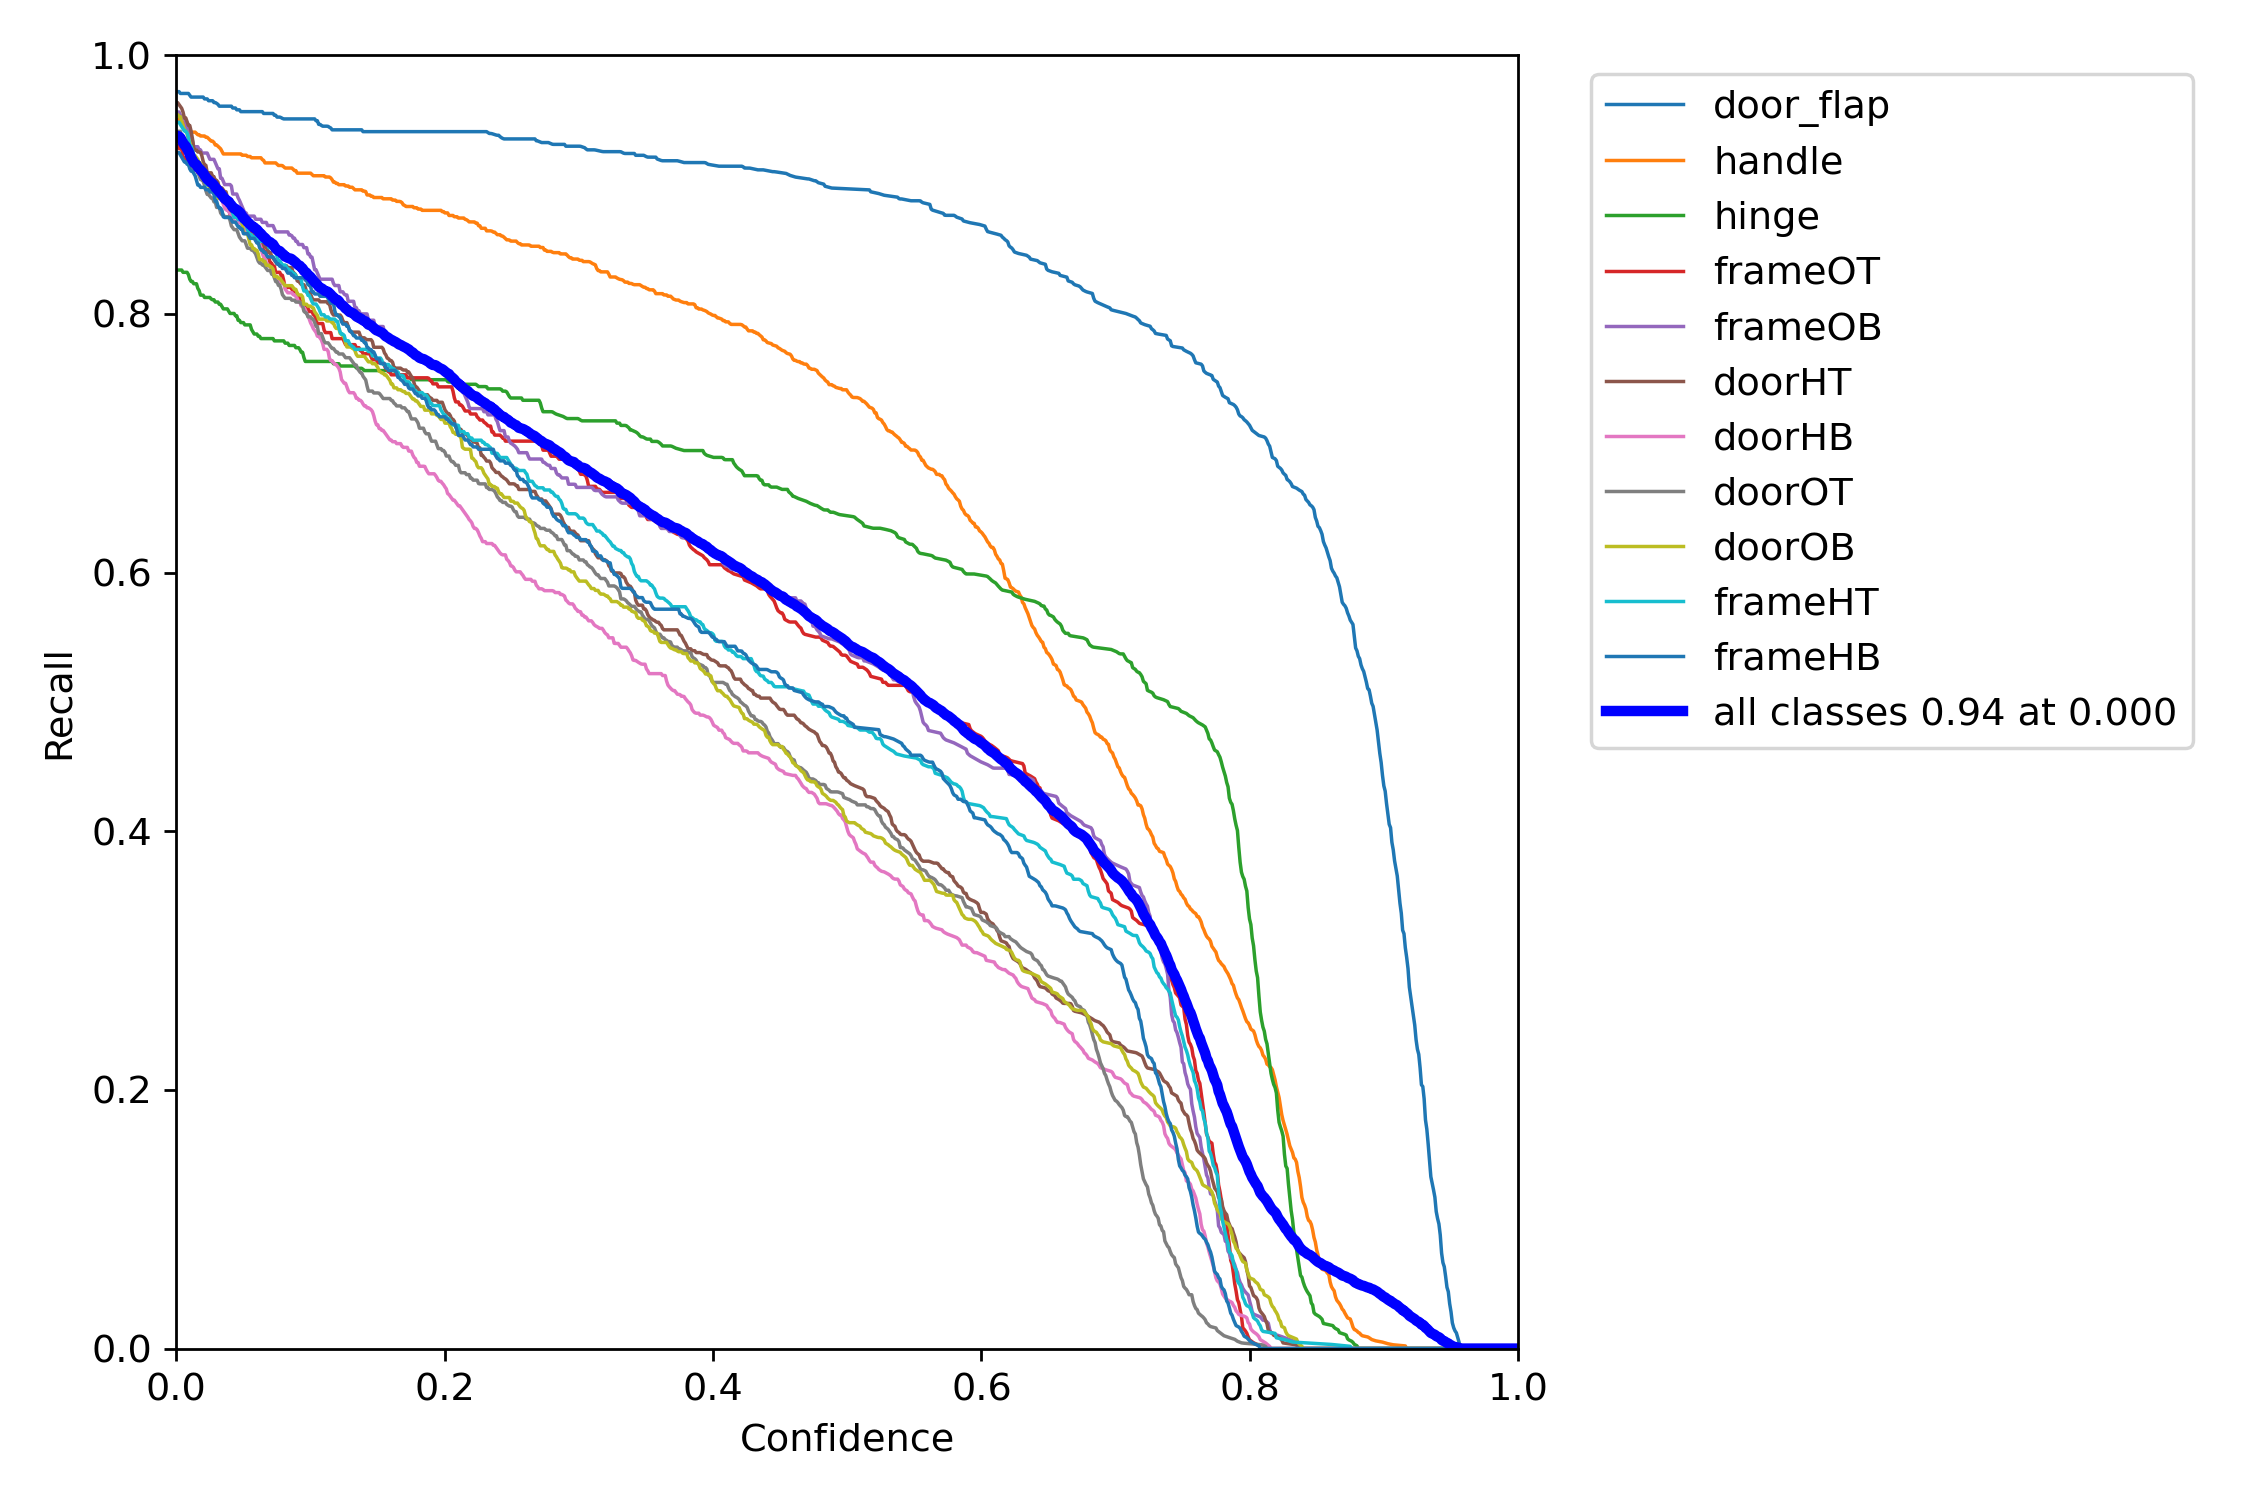 1.0
0.8
0.6
0.4
0.2
0.0
Recall
0.0 0.2 0.4 0.6 0.8 1.0
Confidence
door_flap
handle
hinge
frameOT
frameOB
doorHT
doorHB
doorOT
doorOB
frameHT
frameHB
all classes 0.94 at 0.000